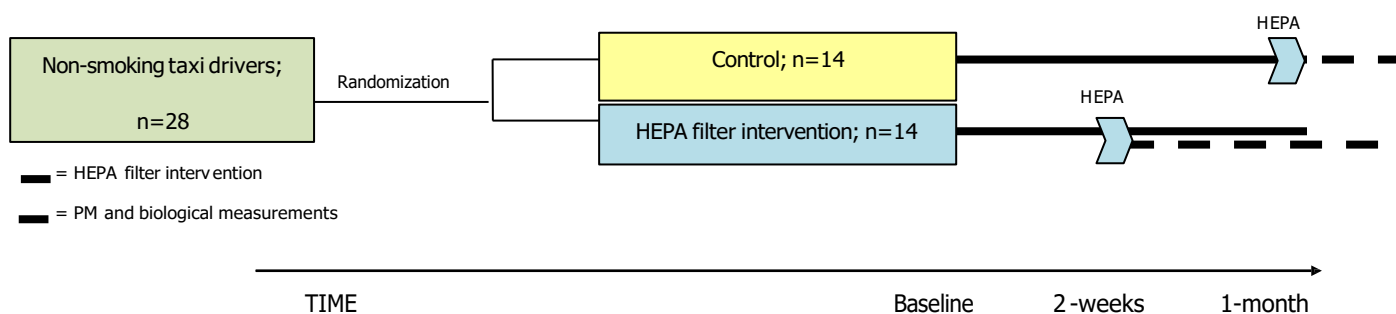 HEPA
Non-smoking taxi drivers;
n=28
Randomization
Control; n=14
HEPA
HEPA filter intervention; n=14
= HEPA filter intervention
= PM and biological measurements
TIME
Baseline
2-weeks
1-month